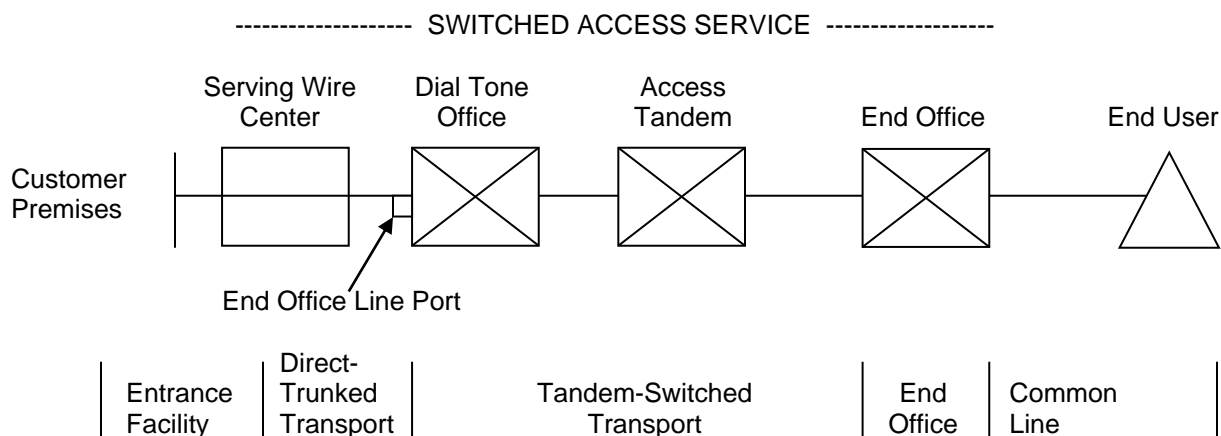 ------------------- SWITCHED ACCESS SERVICE ------------------
Serving Wire
Center
Dial Tone
Office
Access
Tandem
End Office
End User
Customer
Premises
End Office Line Port
Entrance
Facility
Direct-
Trunked
Transport
Tandem-Switched
Transport
End
Office
Common
Line